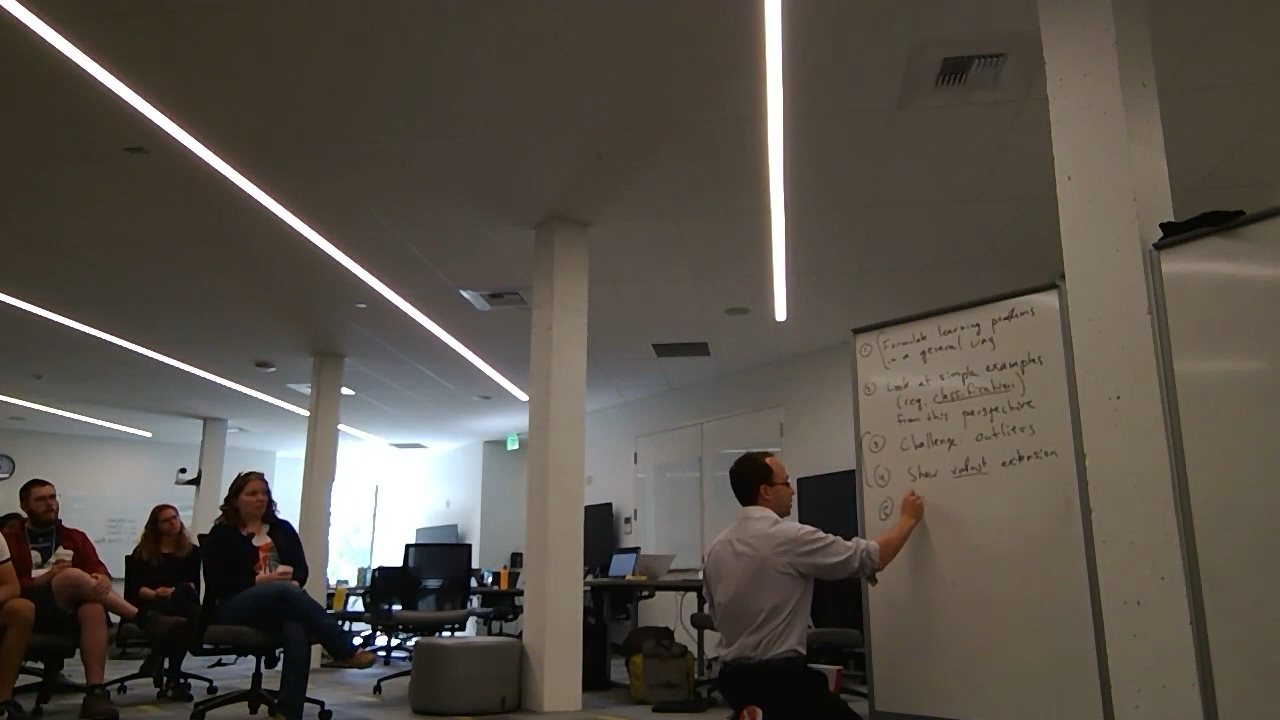 ① Formulate learning problems
in a general way
② Look at simple examples
(reg, classification)
from this perspective
③ Challenge: outliers
④ Show robust extension
⑤